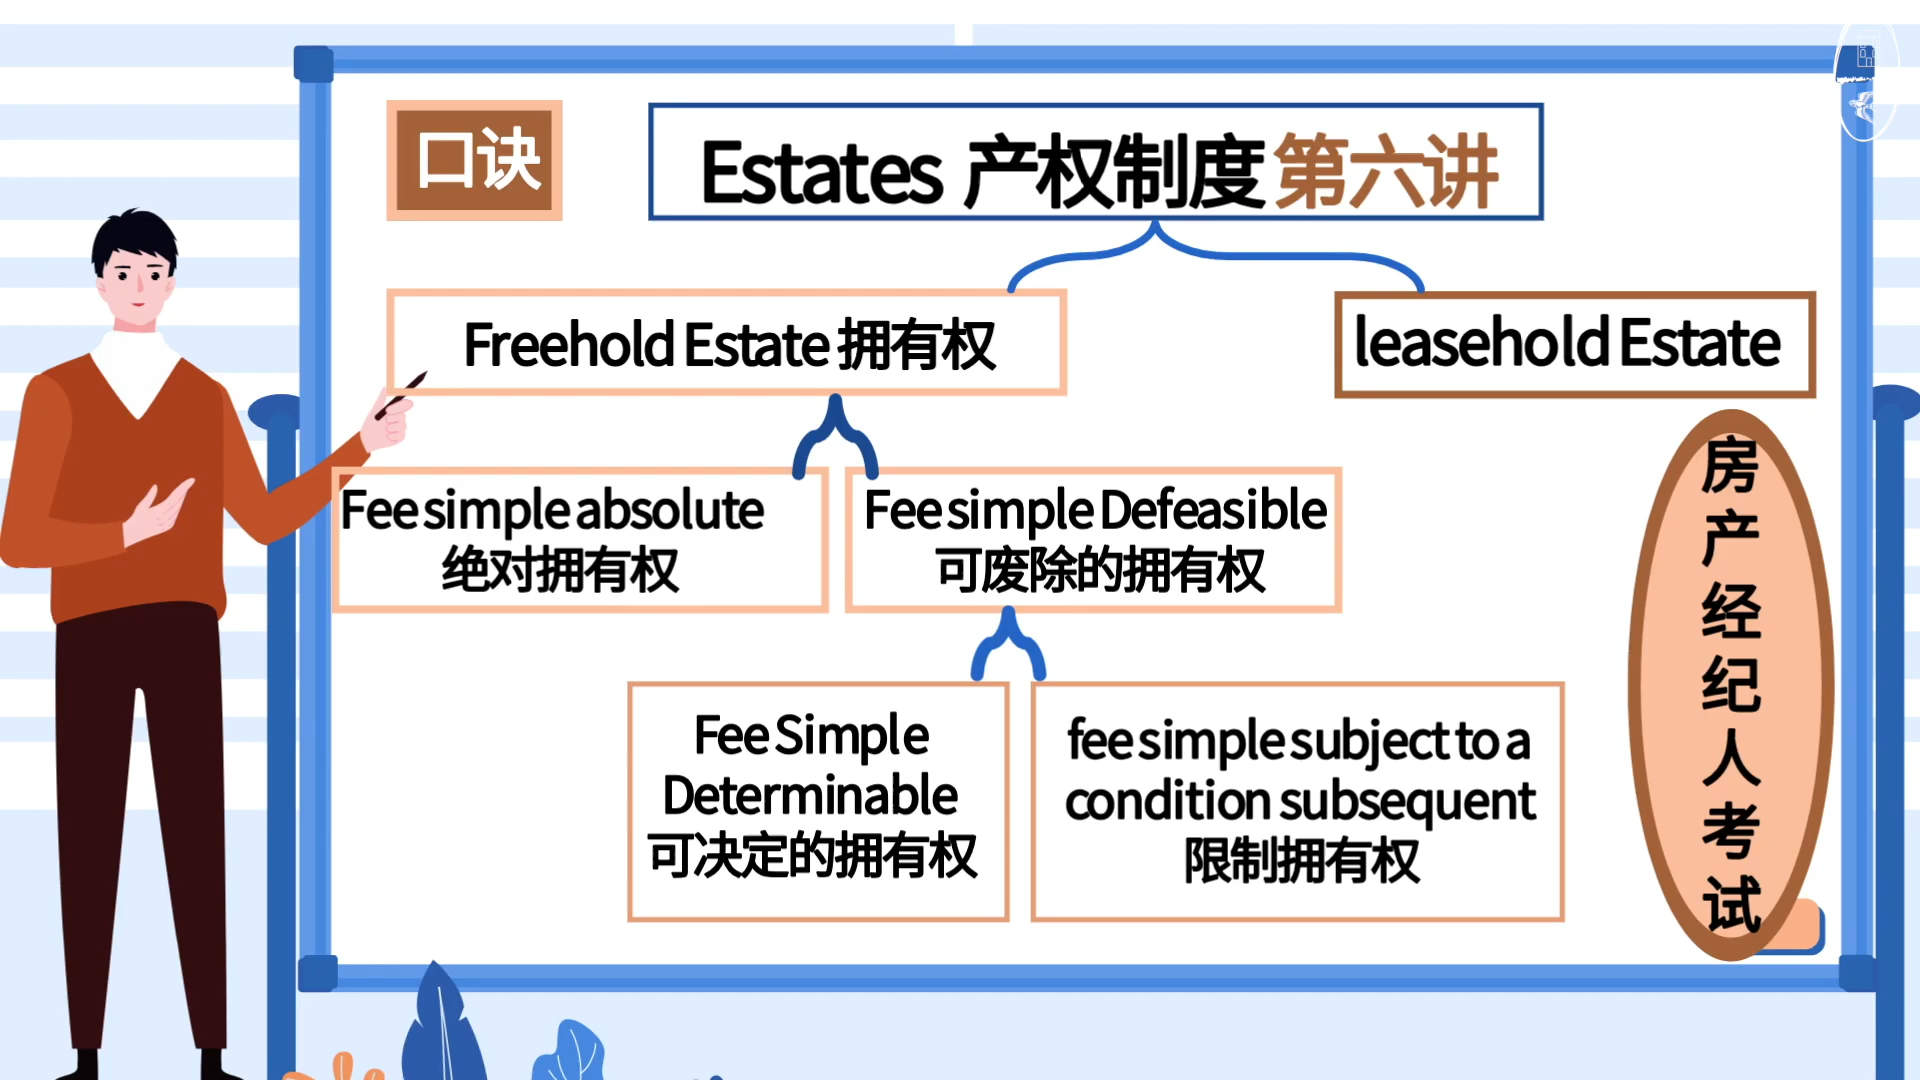 口诀
Estates 产权制度第六讲
Freehold Estate 拥有权
leasehold Estate
Fee simple absolute
绝对拥有权
Fee simple Defeasible
可废除的拥有权
Fee Simple
Determinable
可决定的拥有权
fee simple subject to a
condition subsequent
限制拥有权
房产经纪人考试